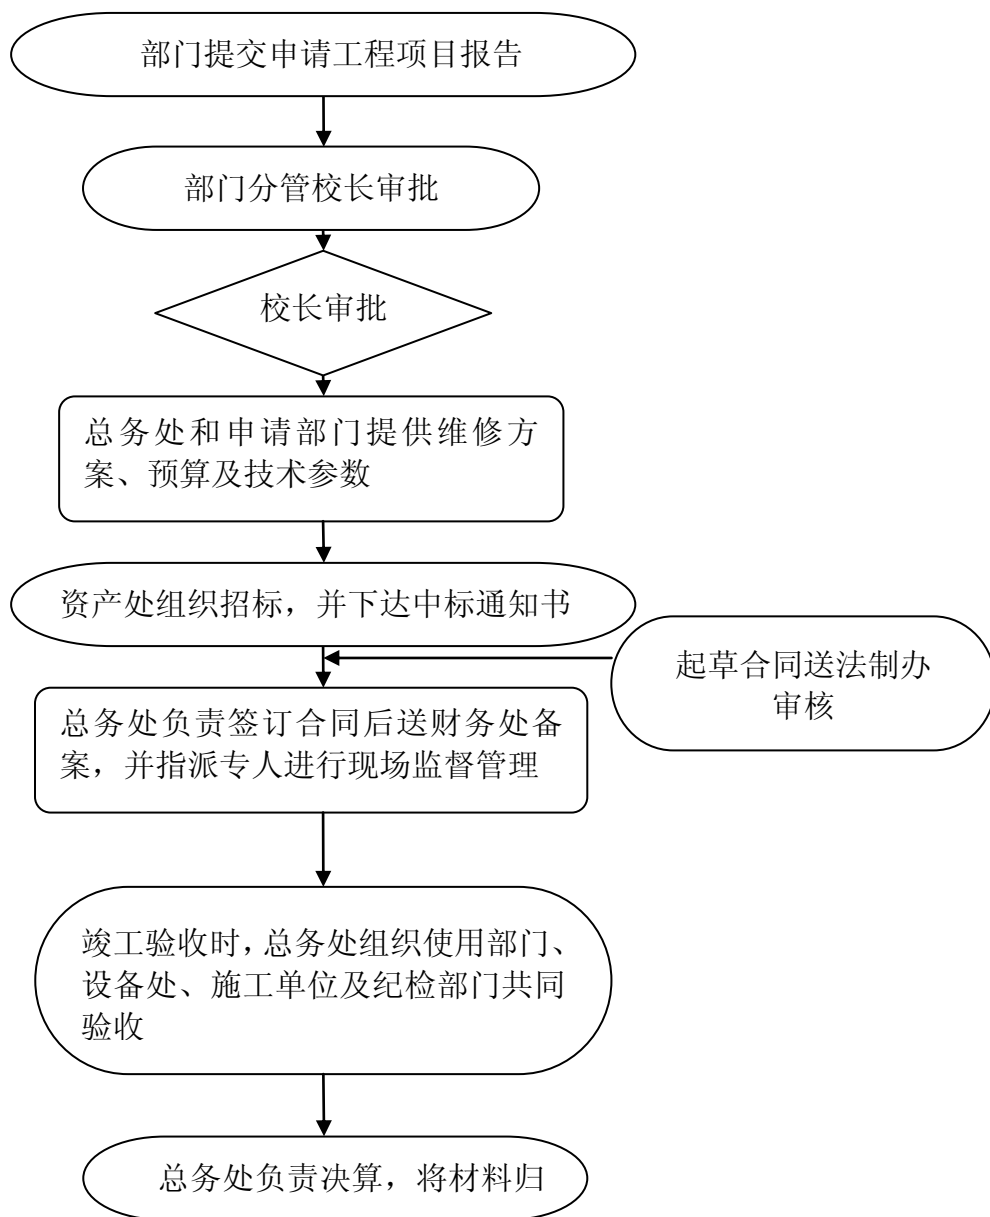 部门提交申请工程项目报告
部门分管校长审批
校长审批
总务处和申请部门提供维修方
案、预算及技术参数
资产处组织招标，并下达中标通知书
起草合同送法制办
审核
总务处负责签订合同后送财务处备
案，并指派专人进行现场监督管理
竣工验收时，总务处组织使用部门、
设备处、施工单位及纪检部门共同
验收
总务处负责决算，将材料归